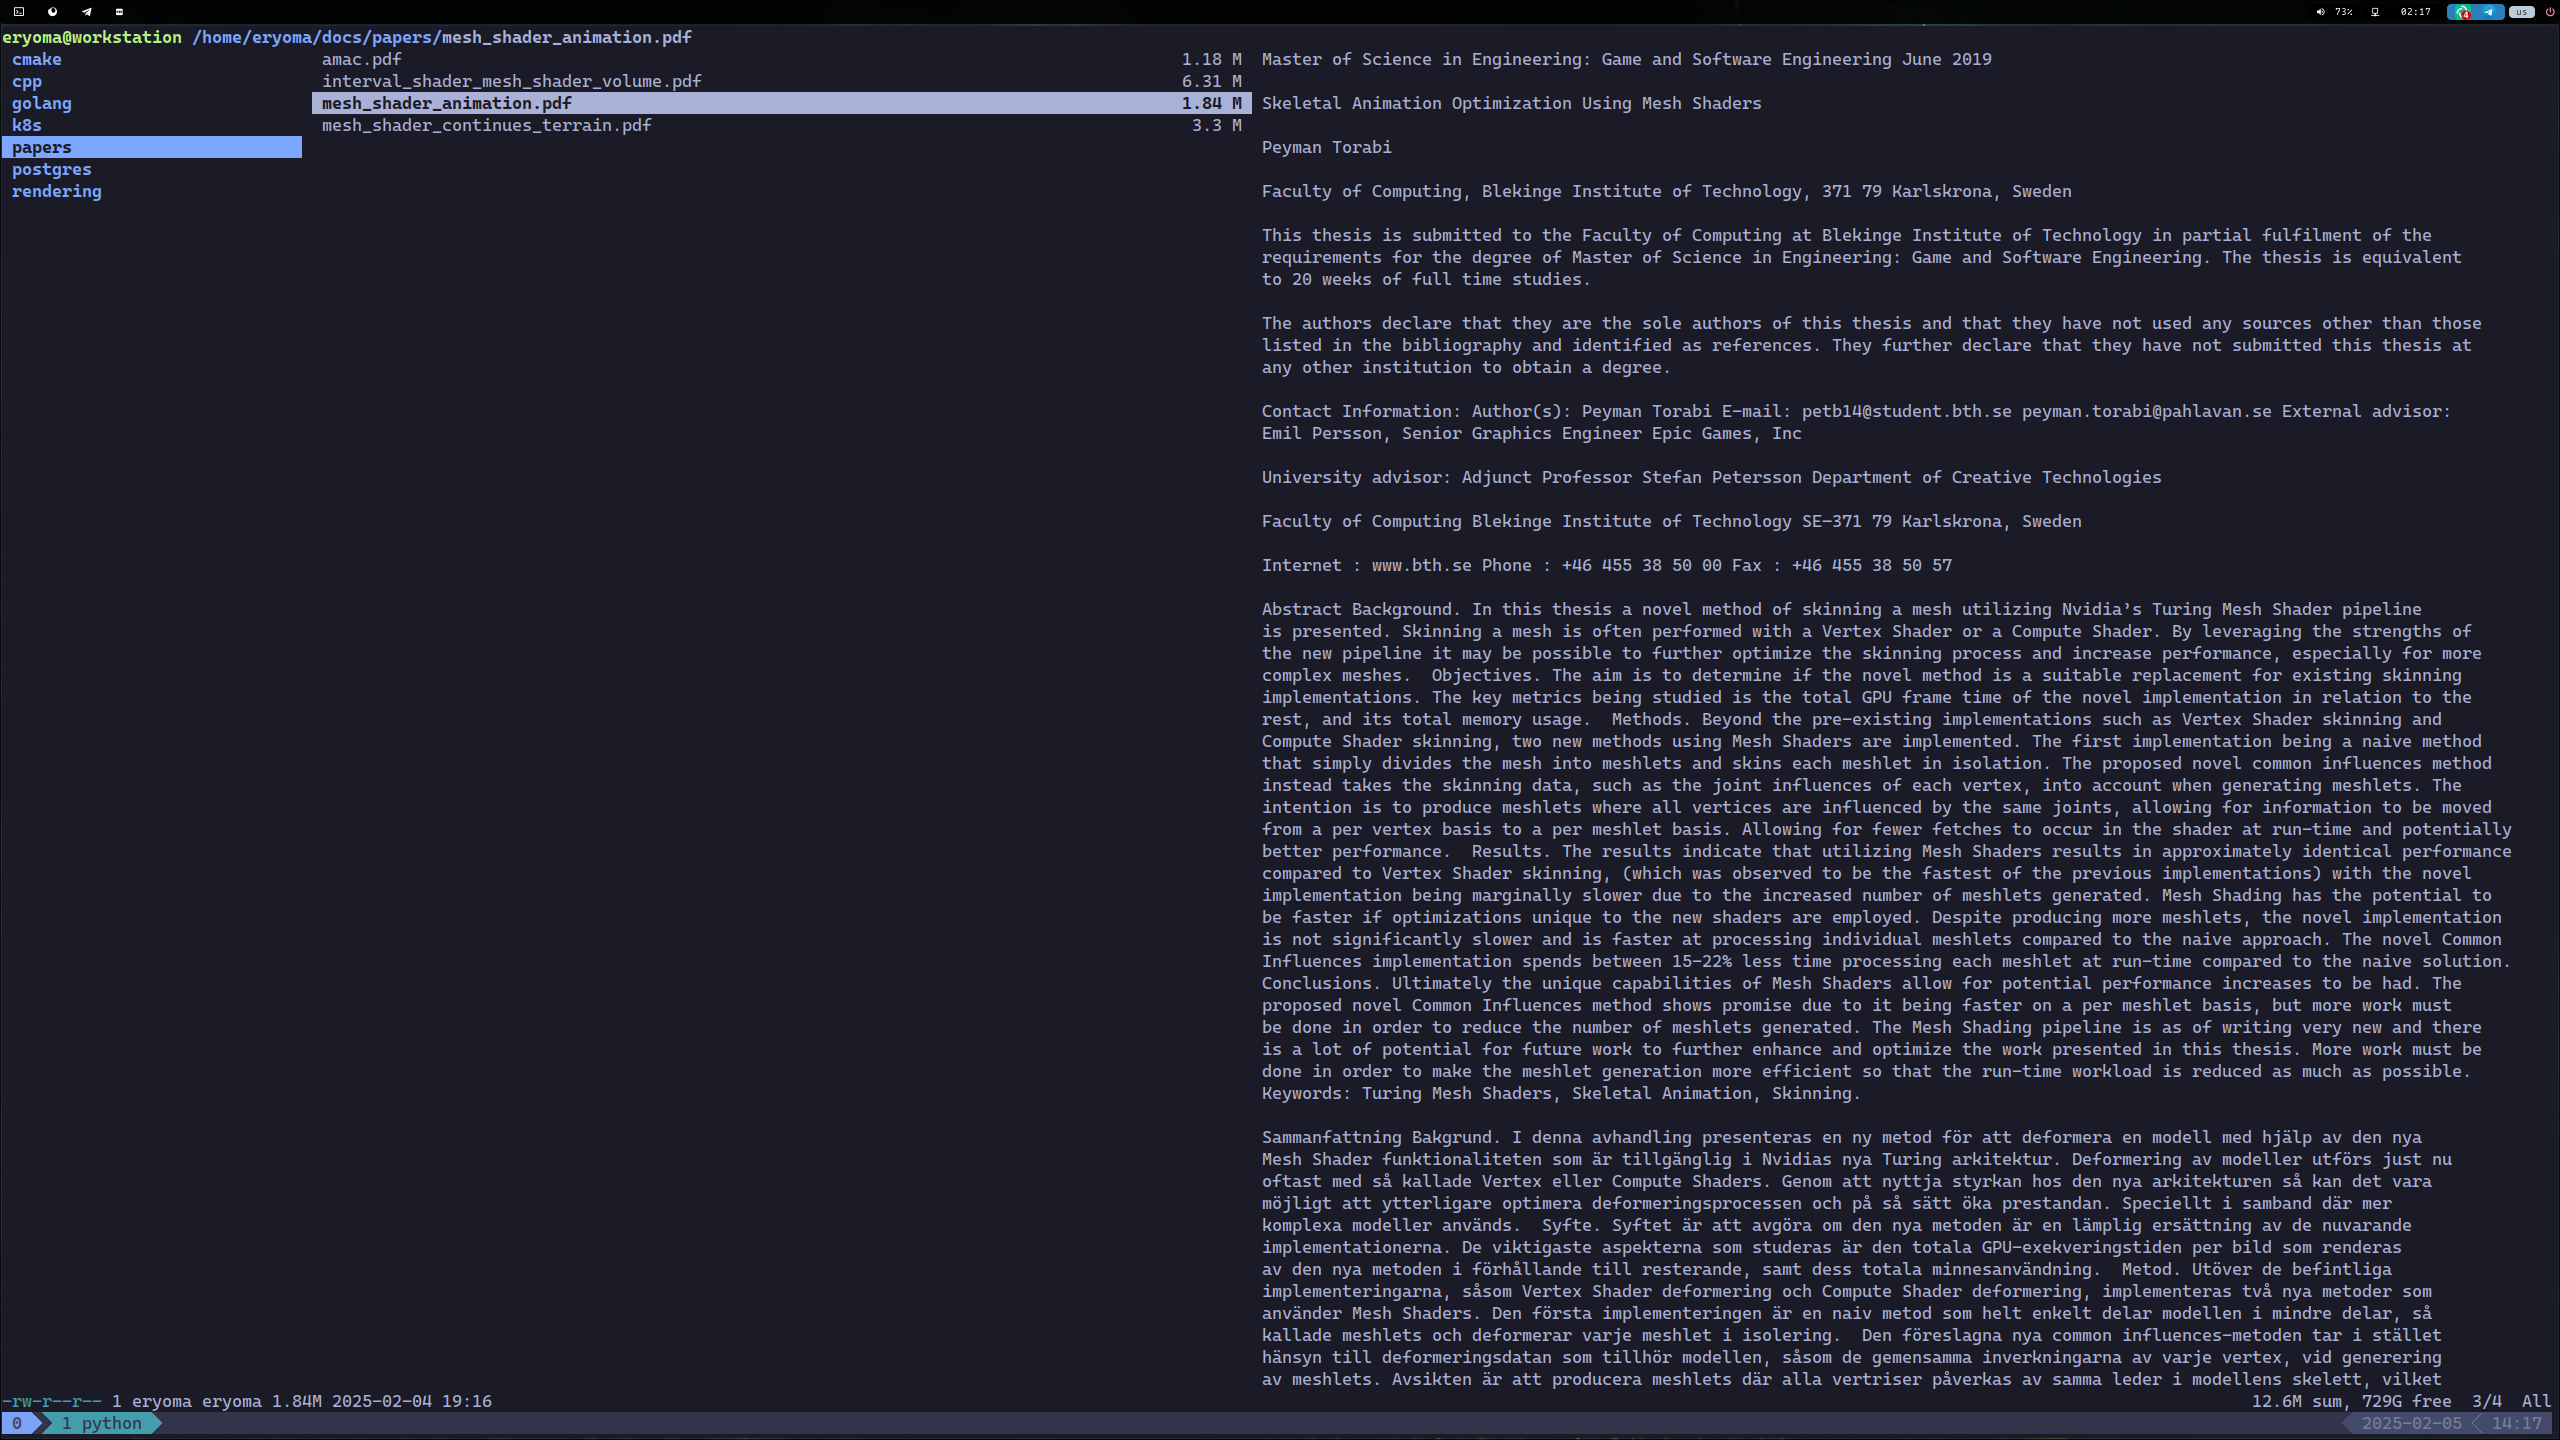 73%
02:17
4
us
eryoma@workstation /home/eryoma/docs/papers/mesh_shader_animation.pdf
cmake
cpp
golang
k8s
papers
postgres
rendering
amac.pdf 1.18 M
interval_shader_mesh_shader_volume.pdf 6.31 M
mesh_shader_animation.pdf 1.84 M
mesh_shader_continues_terrain.pdf 3.3 M
Master of Science in Engineering: Game and Software Engineering June 2019
Skeletal Animation Optimization Using Mesh Shaders
Peyman Torabi
Faculty of Computing, Blekinge Institute of Technology, 371 79 Karlskrona, Sweden
This thesis is submitted to the Faculty of Computing at Blekinge Institute of Technology in partial fulfilment of the
requirements for the degree of Master of Science in Engineering: Game and Software Engineering. The thesis is equivalent
to 20 weeks of full time studies.
The authors declare that they are the sole authors of this thesis and that they have not used any sources other than those
listed in the bibliography and identified as references. They further declare that they have not submitted this thesis at
any other institution to obtain a degree.
Contact Information: Author(s): Peyman Torabi E-mail: petb14@student.bth.se peyman.torabi@pahlavan.se External advisor:
Emil Persson, Senior Graphics Engineer Epic Games, Inc
University advisor: Adjunct Professor Stefan Petersson Department of Creative Technologies
Faculty of Computing Blekinge Institute of Technology SE-371 79 Karlskrona, Sweden
Internet : www.bth.se Phone : +46 455 38 50 00 Fax : +46 455 38 50 57
Abstract Background. In this thesis a novel method of skinning a mesh utilizing Nvidia's Turing Mesh Shader pipeline
is presented. Skinning a mesh is often performed with a Vertex Shader or a Compute Shader. By leveraging the strengths of
the new pipeline it may be possible to further optimize the skinning process and increase performance, especially for more
complex meshes.  Objectives. The aim is to determine if the novel method is a suitable replacement for existing skinning
implementations. The key metrics being studied is the total GPU frame time of the novel implementation in relation to the
rest, and its total memory usage.  Methods. Beyond the pre-existing implementations such as Vertex Shader skinning and
Compute Shader skinning, two new methods using Mesh Shaders are implemented. The first implementation being a naive method
that simply divides the mesh into meshlets and skins each meshlet in isolation. The proposed novel common influences method
instead takes the skinning data, such as the joint influences of each vertex, into account when generating meshlets. The
intention is to produce meshlets where all vertices are influenced by the same joints, allowing for information to be moved
from a per vertex basis to a per meshlet basis. Allowing for fewer fetches to occur in the shader at run-time and potentially
better performance.  Results. The results indicate that utilizing Mesh Shaders results in approximately identical performance
compared to Vertex Shader skinning, (which was observed to be the fastest of the previous implementations) with the novel
implementation being marginally slower due to the increased number of meshlets generated. Mesh Shading has the potential to
be faster if optimizations unique to the new shaders are employed. Despite producing more meshlets, the novel implementation
is not significantly slower and is faster at processing individual meshlets compared to the naive approach. The novel Common
Influences implementation spends between 15-22% less time processing each meshlet at run-time compared to the naive solution.
Conclusions. Ultimately the unique capabilities of Mesh Shaders allow for potential performance increases to be had. The
proposed novel Common Influences method shows promise due to it being faster on a per meshlet basis, but more work must
be done in order to reduce the number of meshlets generated. The Mesh Shading pipeline is as of writing very new and there
is a lot of potential for future work to further enhance and optimize the work presented in this thesis. More work must be
done in order to make the meshlet generation more efficient so that the run-time workload is reduced as much as possible.
Keywords: Turing Mesh Shaders, Skeletal Animation, Skinning.
Sammanfattning Bakgrund. I denna avhandling presenteras en ny metod för att deformera en modell med hjälp av den nya
Mesh Shader funktionaliteten som är tillgänglig i Nvidias nya Turing arkitektur. Deformering av modeller utförs just nu
oftast med så kallade Vertex eller Compute Shaders. Genom att nyttja styrkan hos den nya arkitekturen så kan det vara
möjligt att ytterligare optimera deformeringsprocessen och på så sätt öka prestandan. Speciellt i samband där mer
komplexa modeller används.  Syfte. Syftet är att avgöra om den nya metoden är en lämplig ersättning av de nuvarande
implementationerna. De viktigaste aspekterna som studeras är den totala GPU-exekveringstiden per bild som renderas
av den nya metoden i förhållande till resterande, samt dess totala minnesanvändning.  Metod. Utöver de befintliga
implementeringarna, såsom Vertex Shader deformering och Compute Shader deformering, implementeras två nya metoder som
använder Mesh Shaders. Den första implementeringen är en naiv metod som helt enkelt delar modellen i mindre delar, så
kallade meshlets och deformerar varje meshlet i isolering.  Den föreslagna nya common influences-metoden tar i stället
hänsyn till deformeringsdatan som tillhör modellen, såsom de gemensamma inverkningarna av varje vertex, vid generering
av meshlets. Avsikten är att producera meshlets där alla vertriser påverkas av samma leder i modellens skelett, vilket
-rw-r--r-- 1 eryoma eryoma 1.84M 2025-02-04 19:16
12.6M sum, 729G free  3/4  All
0
1 python
2025-02-05
14:17